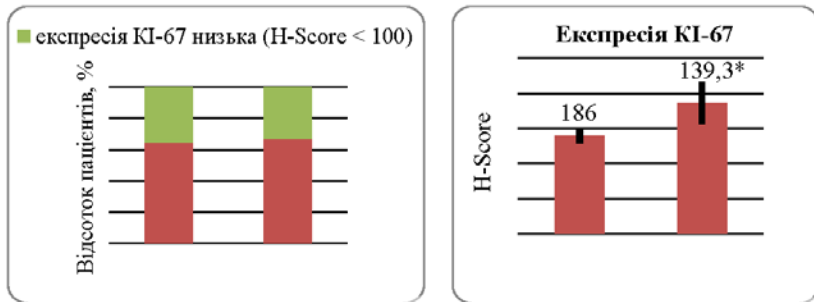 експресія КІ-67 низька (H-Score < 100)
Відсоток пацієнтів, %
Експресія КІ-67
H-Score
186
139,3*